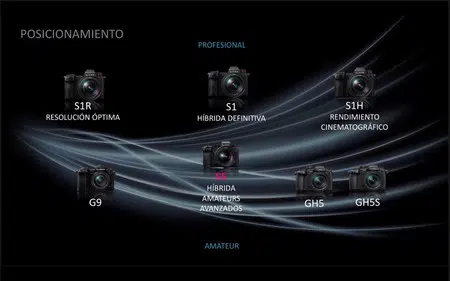 POSICIONAMIENTO
PROFESIONAL
S1R
RESOLUCIÓN ÓPTIMA
S1
HÍBRIDA DEFINITIVA
S1H
RENDIMIENTO
CINEMATOGRÁFICO
S5
HÍBRIDA
AMATEURS
AVANZADOS
G9
GH5
GH5S
AMATEUR